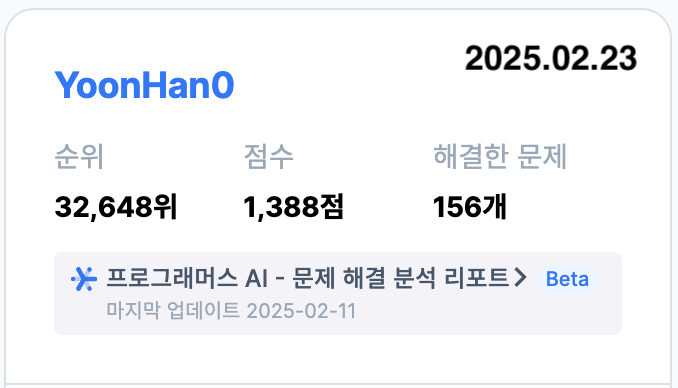 2025.02.23
YoonHan0
순위 점수 해결한 문제
32,648위 1,388점 156개
프로그래머스 AI - 문제 해결 분석 리포트 Beta
마지막 업데이트 2025-02-11